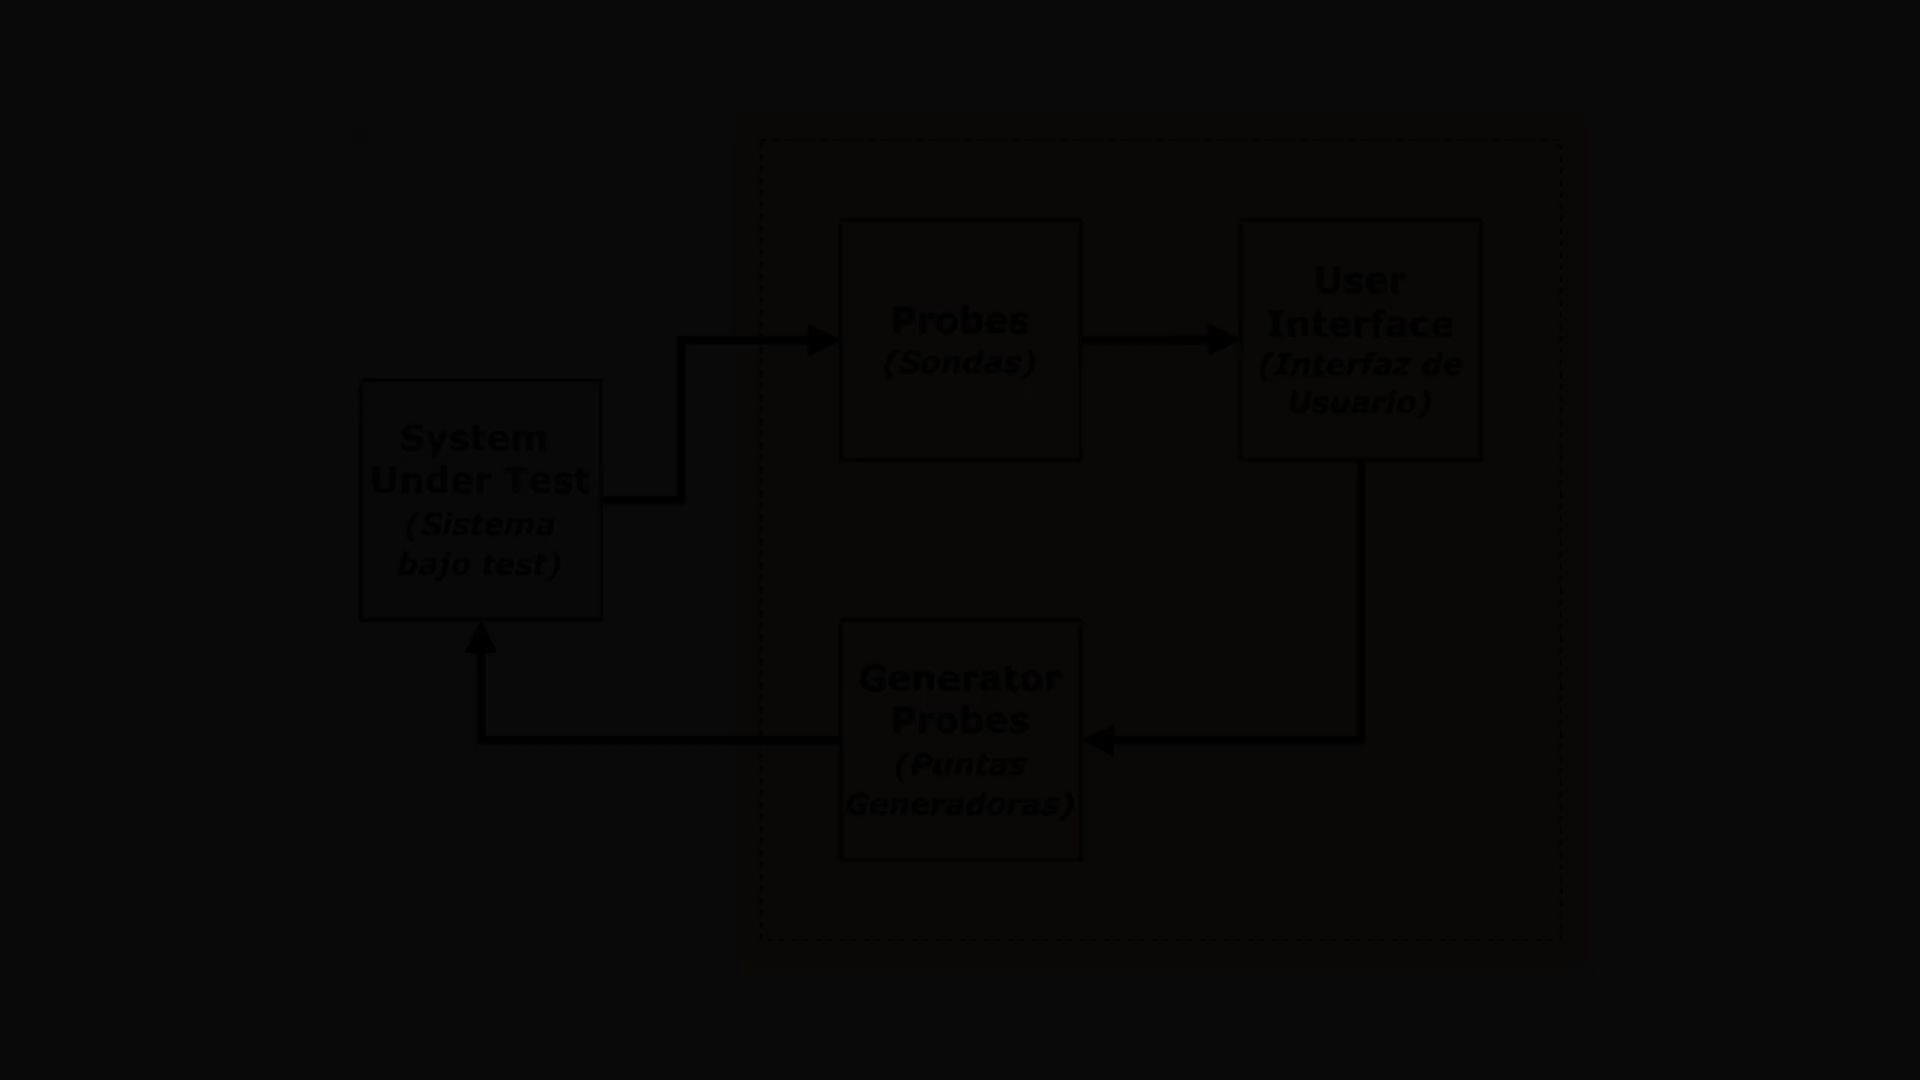 Probes
(Sondas)
User
Interface
(Interfaz de
Usuario)
System
Under Test
(Sistema
bajo test)
Generator
Probes
(Puntas
Generadoras)